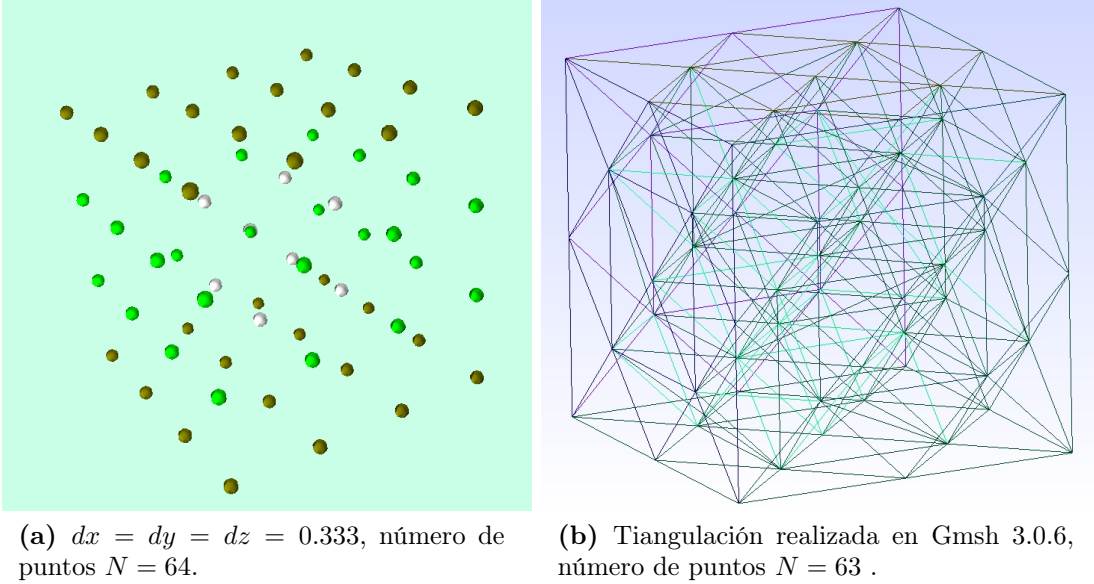 (a) dx = dy = dz = 0.333, número de
puntos N = 64.
(b) Tiangulación realizada en Gmsh 3.0.6,
número de puntos N = 63 .